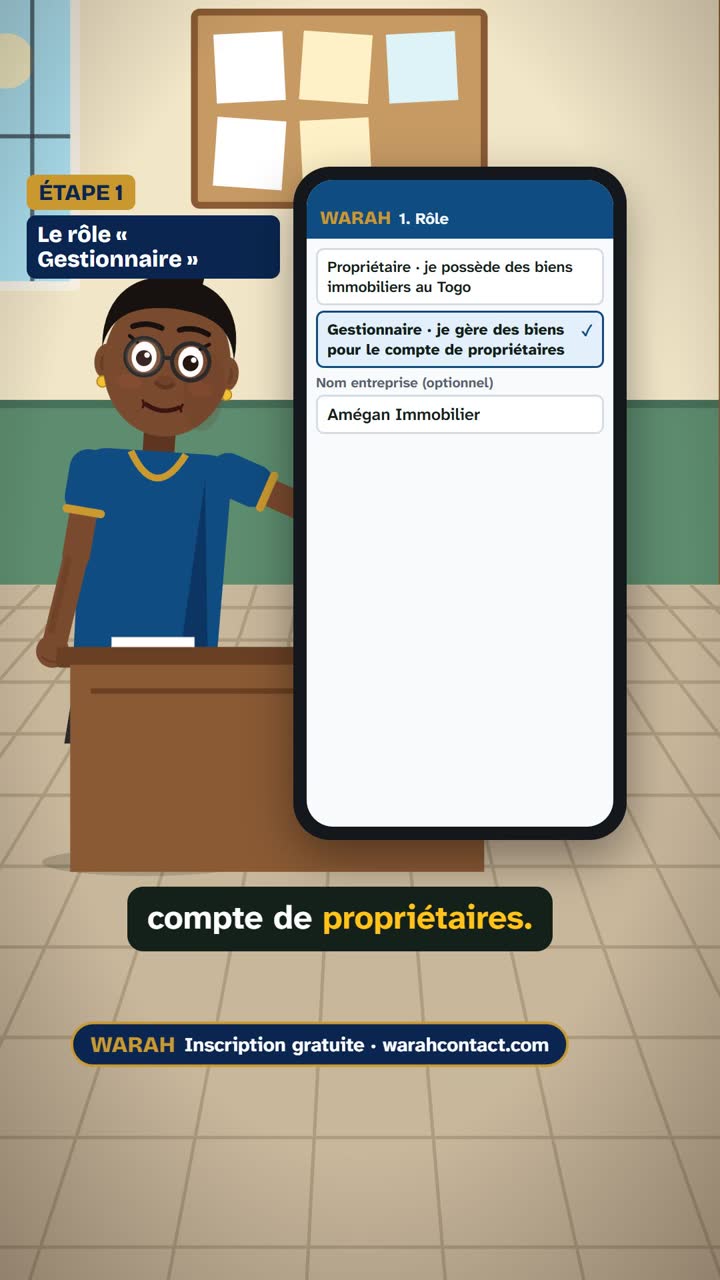 ÉTAPE 1
Le rôle «
Gestionnaire »
WARAH 1. Rôle
Propriétaire · je possède des biens
immobiliers au Togo
Gestionnaire · je gère des biens ✓
pour le compte de propriétaires
Nom entreprise (optionnel)
Amégan Immobilier
compte de propriétaires.
WARAH Inscription gratuite · warahcontact.com